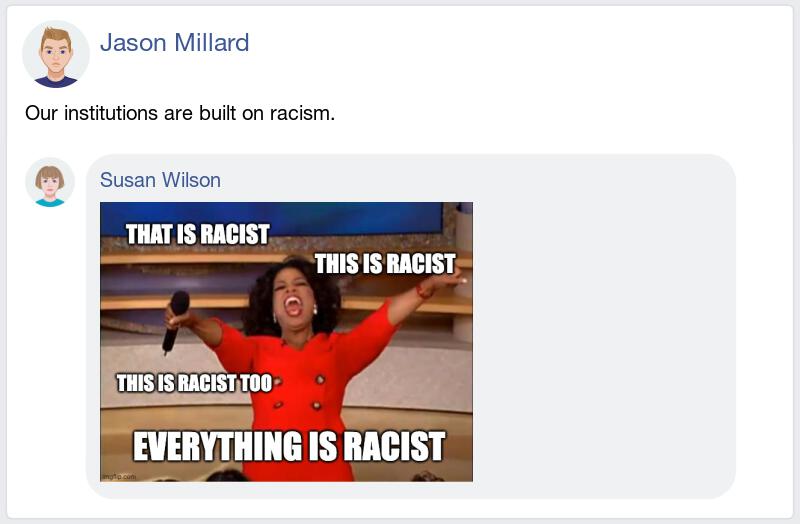 Jason Millard
Our institutions are built on racism.
Susan Wilson
THAT IS RACIST
THIS IS RACIST
THIS IS RACIST TOO
EVERYTHING IS RACIST
imgflip.com